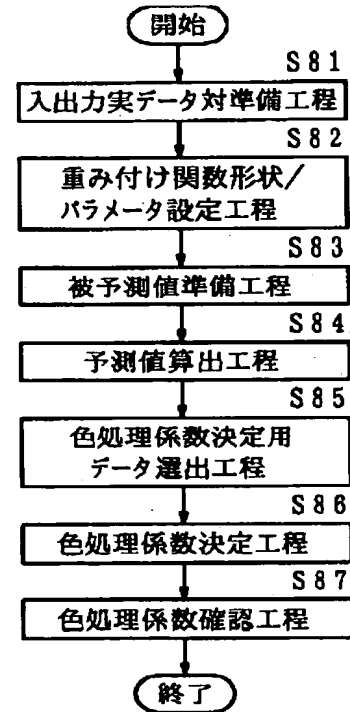 開始
S81
入出力実データ対準備工程
S82
重み付け関数形状/
パラメータ設定工程
S83
被予測値準備工程
S84
予測値算出工程
S85
色処理係数決定用
データ選出工程
S86
色処理係数決定工程
S87
色処理係数確認工程
終了